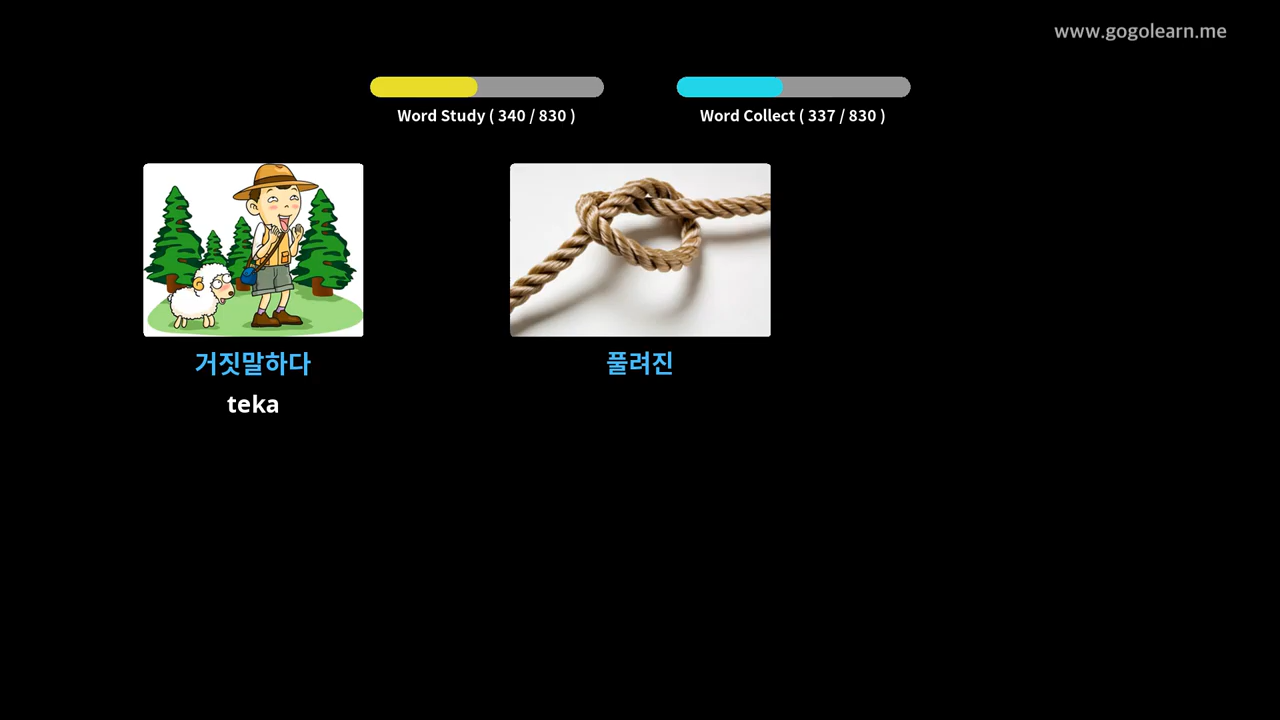 www.gogolearn.me
Word Study ( 340 / 830 )
Word Collect ( 337 / 830 )
거짓말하다
teka
풀려진